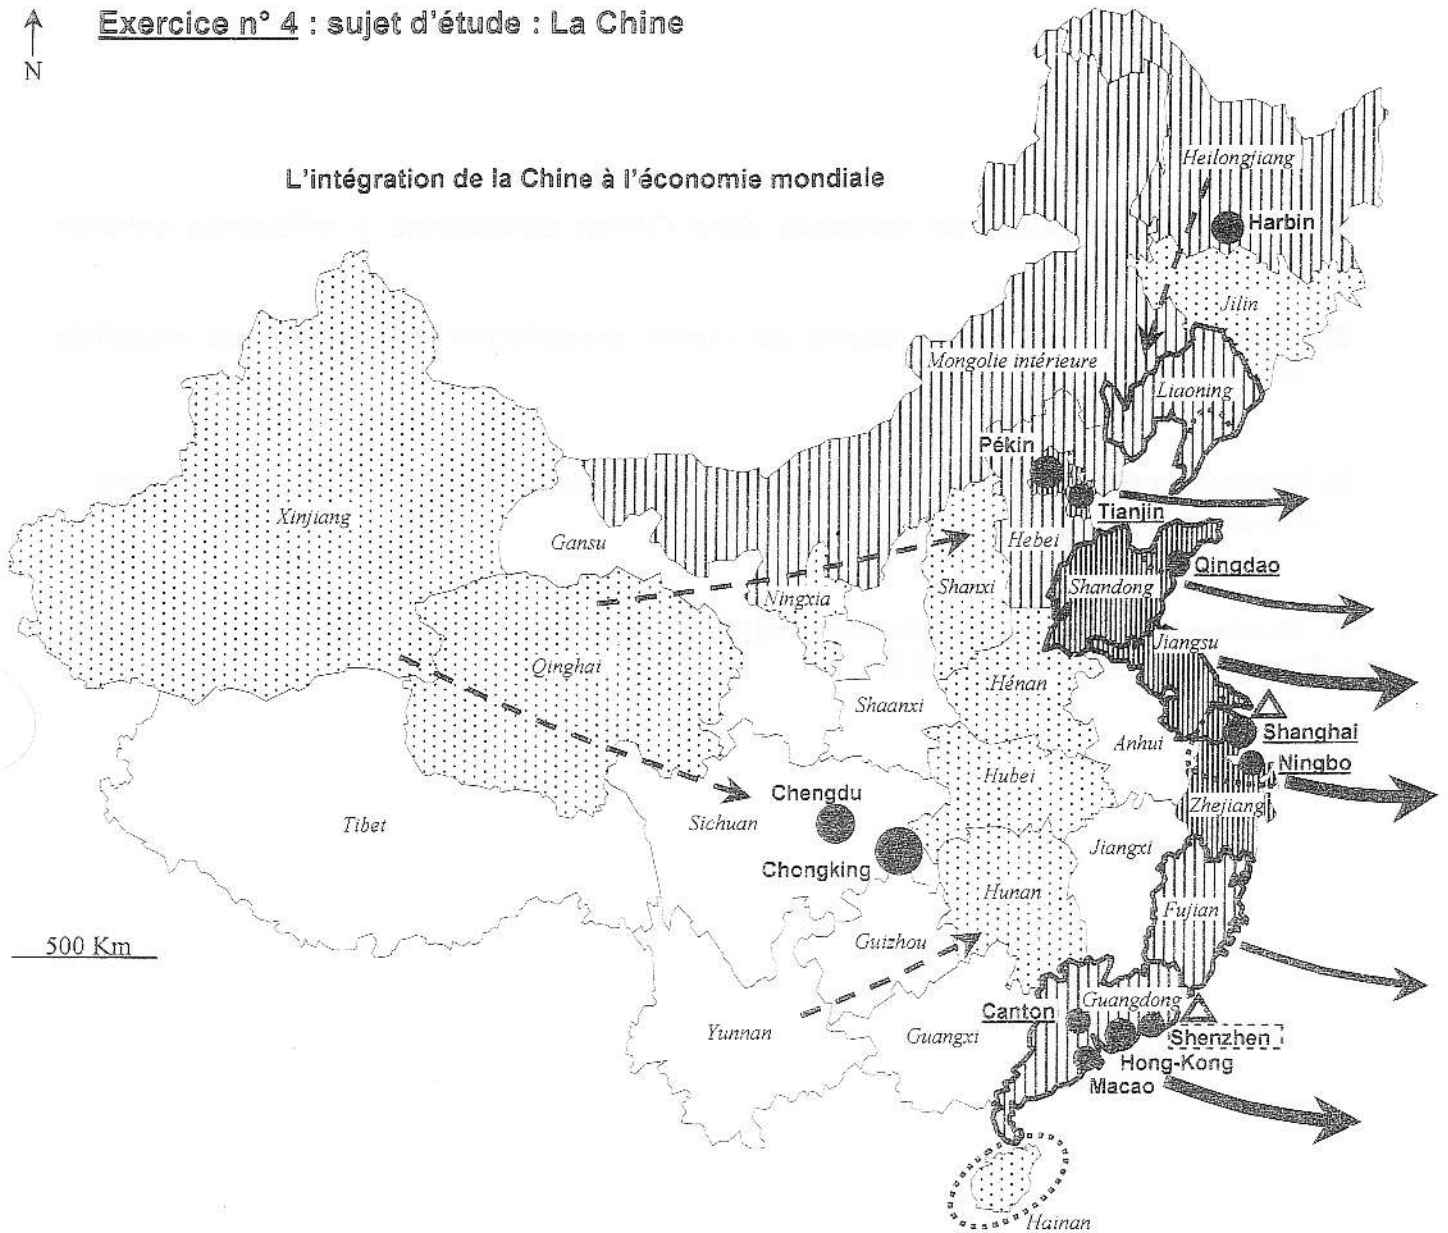 Exercice n° 4 : sujet d'étude : La Chine
N
L'intégration de la Chine à l'économie mondiale
Heilongjiang
Harbin
Jilin
Mongolie intérieure
Liaoning
Pékin
Tianjin
Xinjiang
Gansu
Hebei
Qingdao
Shanxi
Shandong
Ningxia
Jiangsu
Qinghai
Hénan
Shaanxi
Shanghai
Anhui
Hubei
Ningbo
Chengdu
Zhejiang
Tibet
Sichuan
Jiangxi
Chongking
Hunan
Fujian
500 Km
Guizhou
Guangdong
Canton
Yunnan
Guangxi
Shenzhen
Hong-Kong
Macao
Hainan